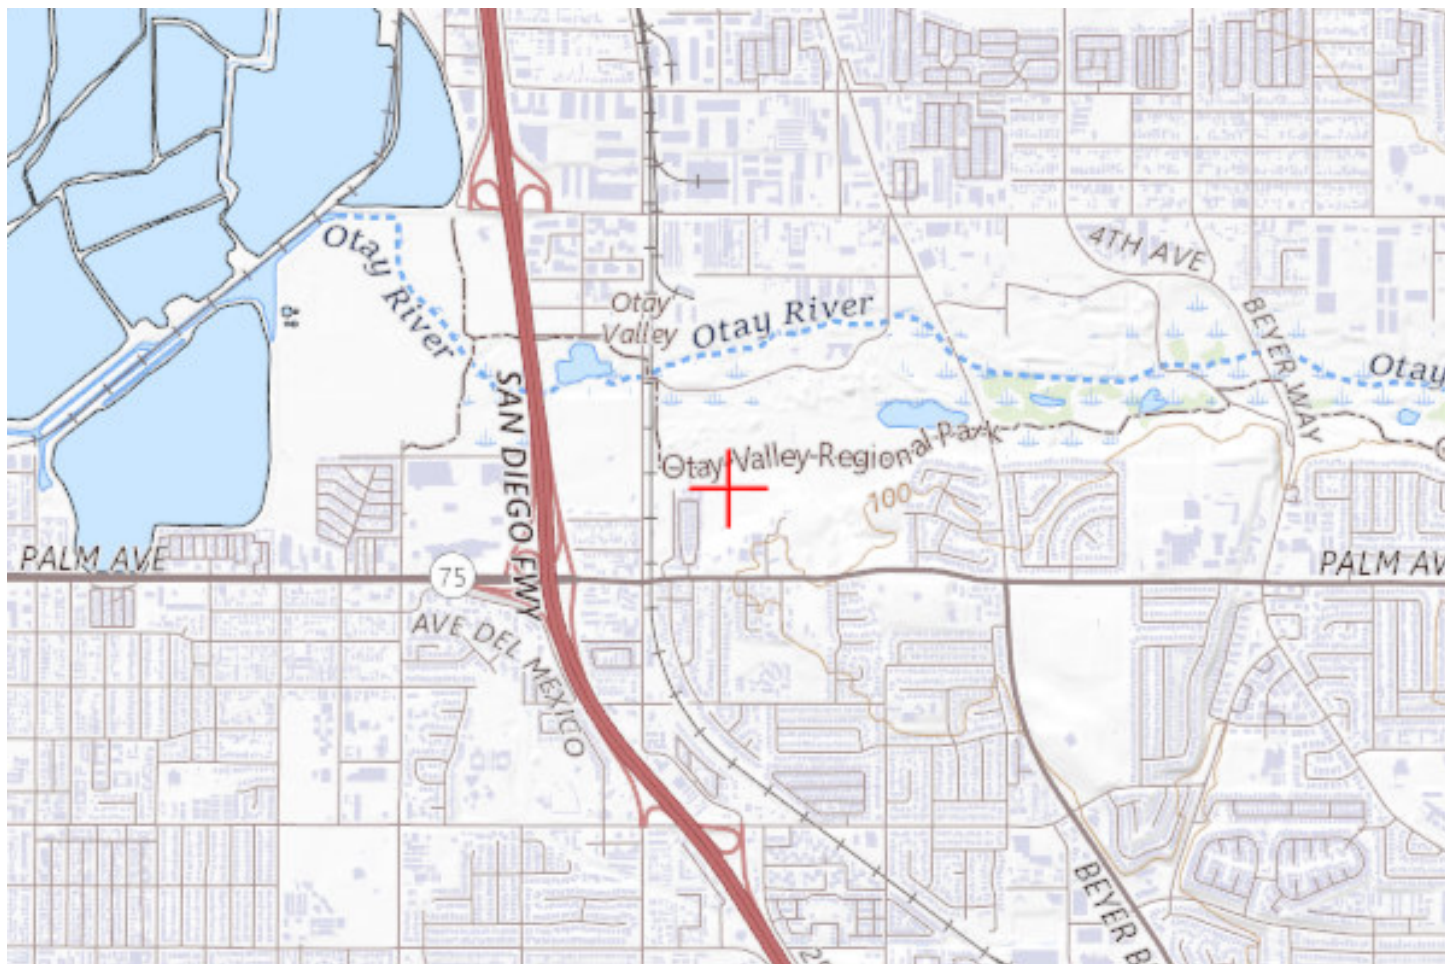 4TH AVE
Otay River
Otay Valley
Otay River
BEYER WAY
Otay
SAN DIEGO FWY
Otay Valley Regional Park
100
PALM AVE
75
PALM AV
AVE DEL MEXICO
BEYER B